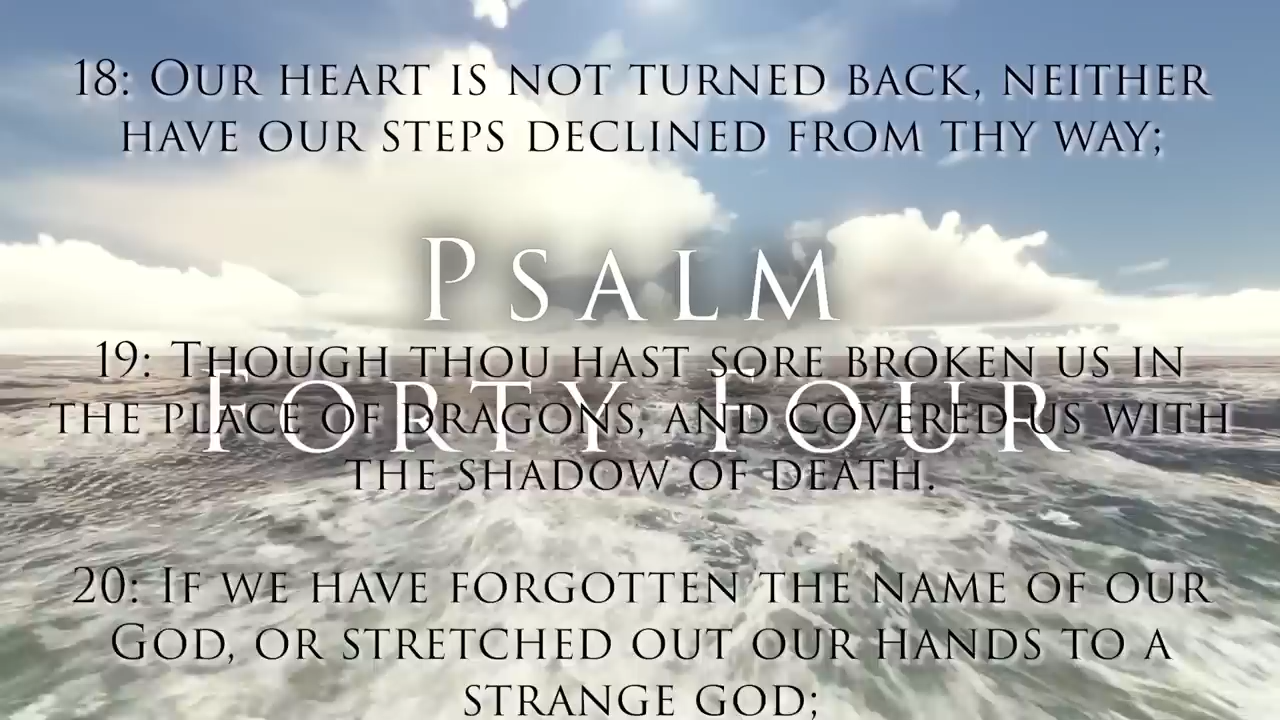 18: Our heart is not turned back, neither
have our steps declined from thy way;
Psalm
19: Though thou hast sore broken us in
Forty Four
the place of dragons, and covered us with
the shadow of death.
20: If we have forgotten the name of our
God, or stretched out our hands to a
strange god;